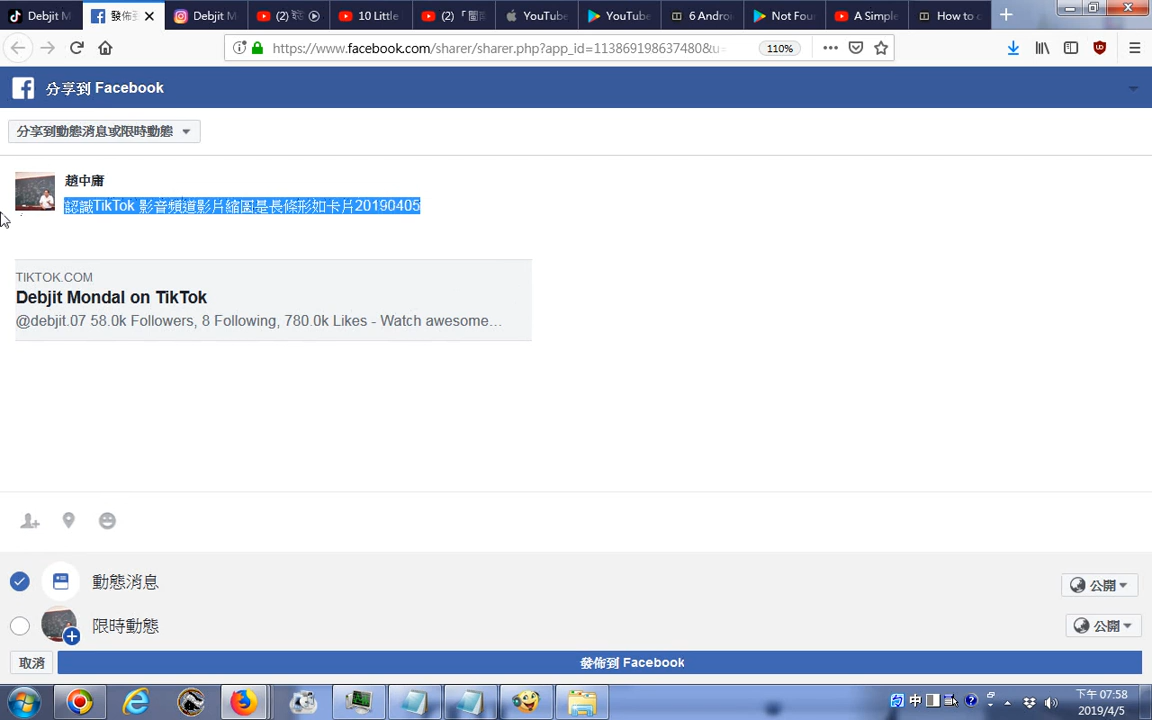 Debjit M
發佈到
Debjit M
(2)
10 Little
(2)
YouTube
YouTube
6 Andro
Not Fou
A Simple
How to
https://www.facebook.com/sharer/sharer.php?app_id=113869198637480&u=
110%
分享到 Facebook
分享到動態消息或限時動態
趙中庸
認識TikTok 影音頻道影片縮圖是長條形如卡片20190405
TIKTOK.COM
Debjit Mondal on TikTok
@debjit.07 58.0k Followers, 8 Following, 780.0k Likes - Watch awesome...
動態消息
公開
限時動態
公開
取消
發佈到 Facebook
中
下午 07:58
2019/4/5